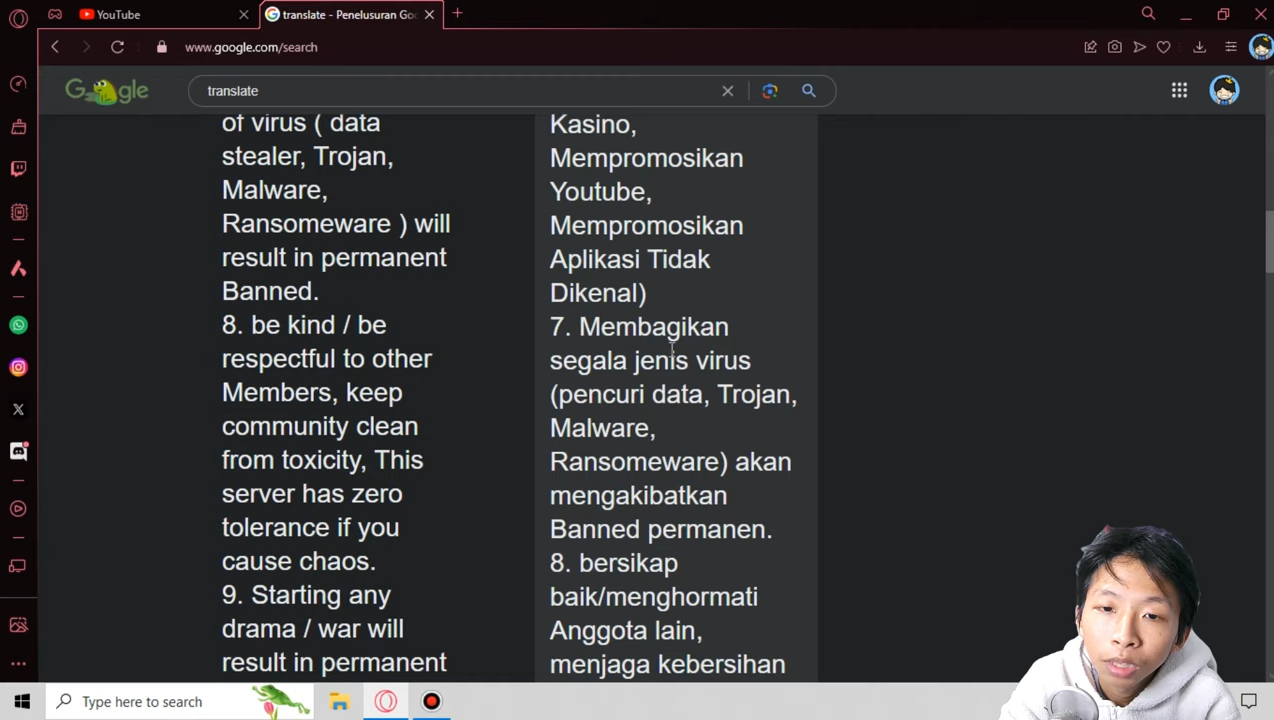 YouTube
translate - Penelusuran Goo
www.google.com/search
Google
translate
of virus ( data
stealer, Trojan,
Malware,
Ransomeware ) will
result in permanent
Banned.
8. be kind / be
respectful to other
Members, keep
community clean
from toxicity, This
server has zero
tolerance if you
cause chaos.
9. Starting any
drama / war will
result in permanent
Kasino,
Mempromosikan
Youtube,
Mempromosikan
Aplikasi Tidak
Dikenal)
7. Membagikan
segala jenis virus
(pencuri data, Trojan,
Malware,
Ransomeware) akan
mengakibatkan
Banned permanen.
8. bersikap
baik/menghormati
Anggota lain,
menjaga kebersihan
Type here to search